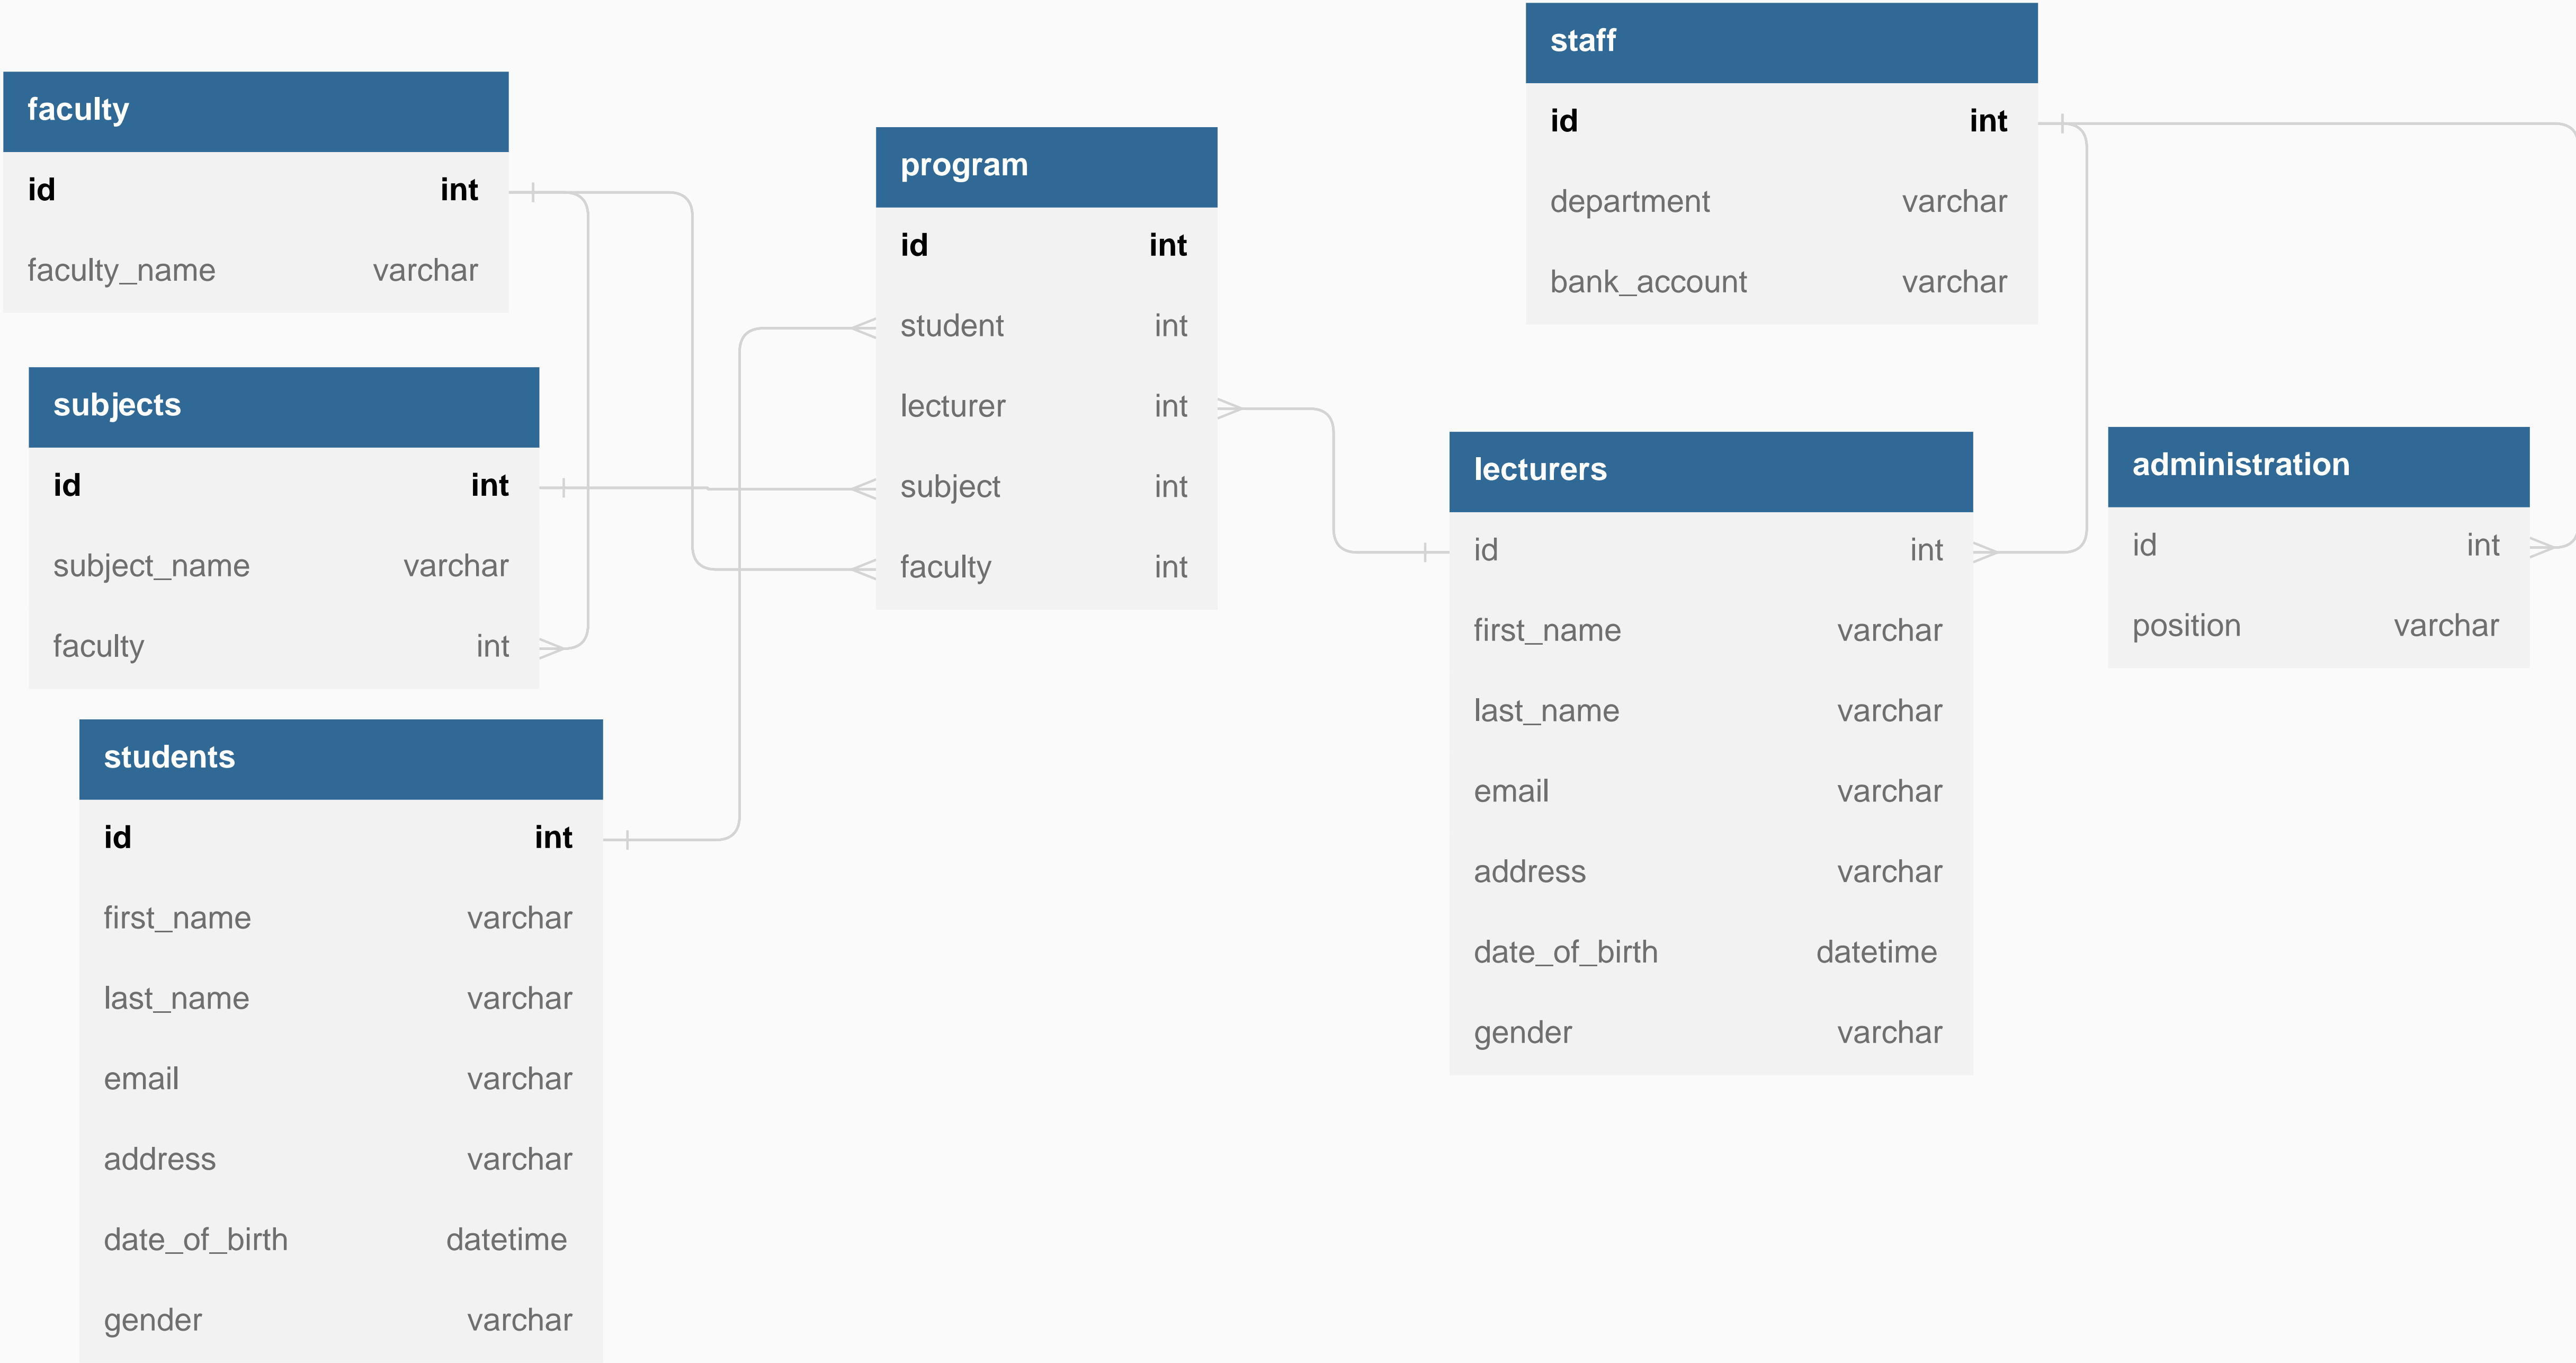 faculty
id int
faculty_name varchar
subjects
id int
subject_name varchar
faculty int
students
id int
first_name varchar
last_name varchar
email varchar
address varchar
date_of_birth datetime
gender varchar
program
id int
student int
lecturer int
subject int
faculty int
staff
id int
department varchar
bank_account varchar
lecturers
id int
first_name varchar
last_name varchar
email varchar
address varchar
date_of_birth datetime
gender varchar
administration
id int
position varchar